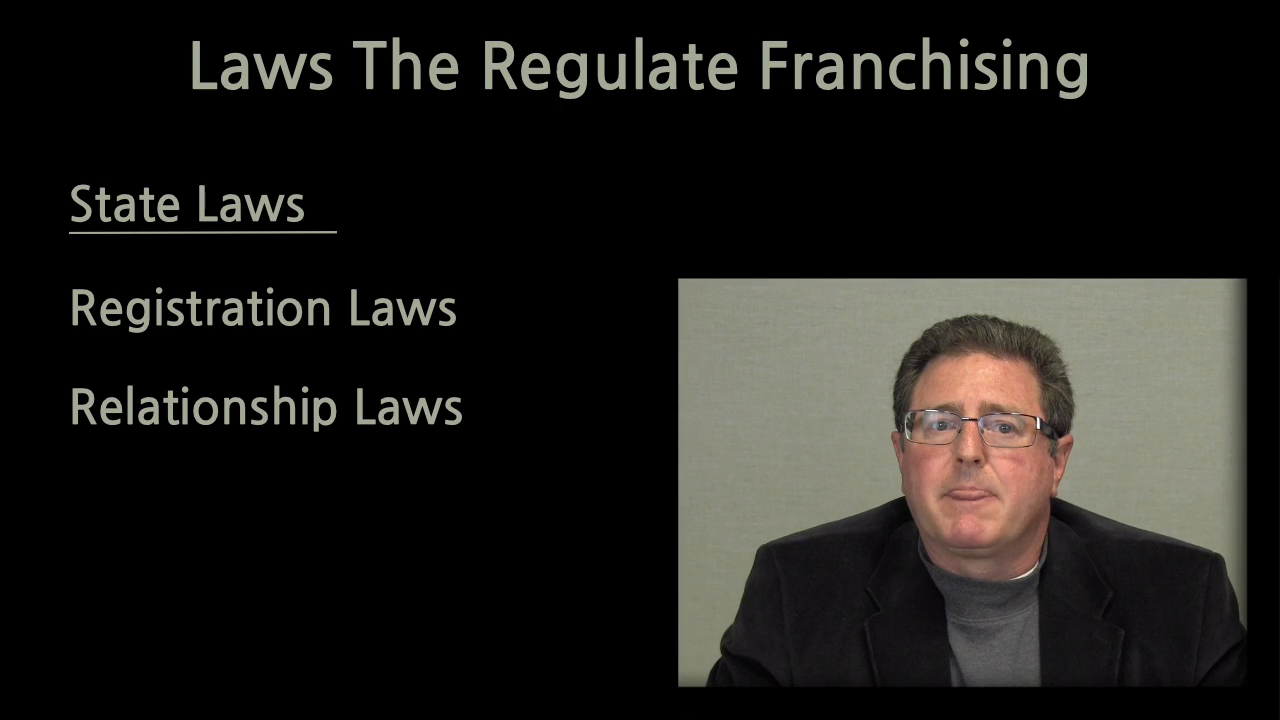 Laws The Regulate Franchising
State Laws
Registration Laws
Relationship Laws